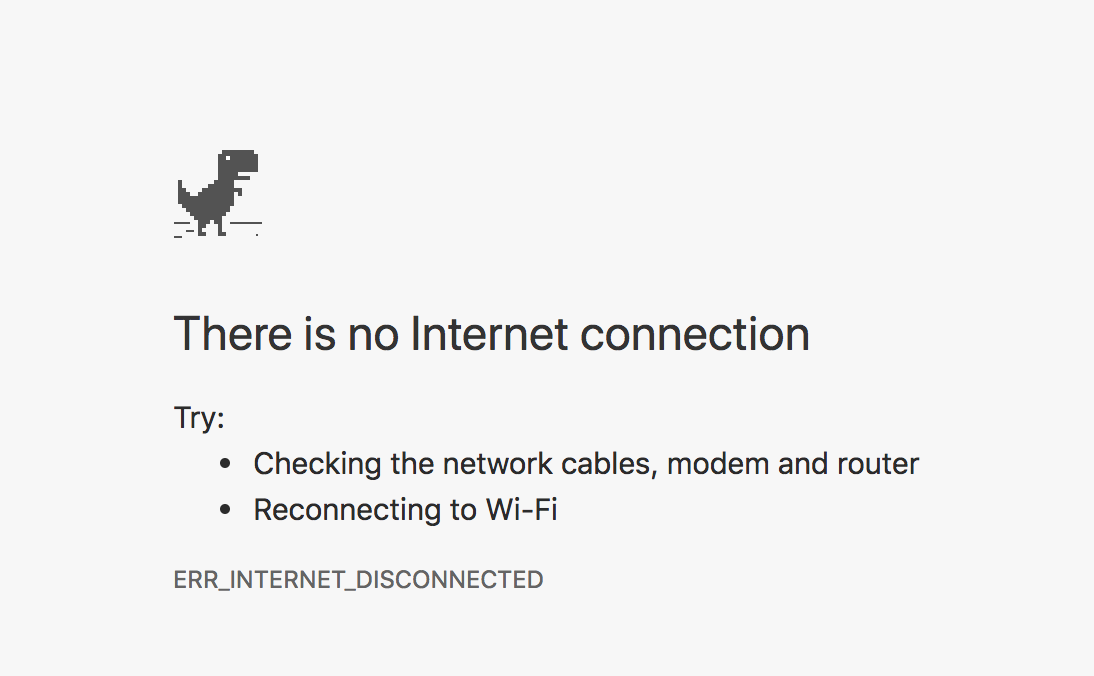 There is no Internet connection
Try:
• Checking the network cables, modem and router
• Reconnecting to Wi-Fi
ERR_INTERNET_DISCONNECTED